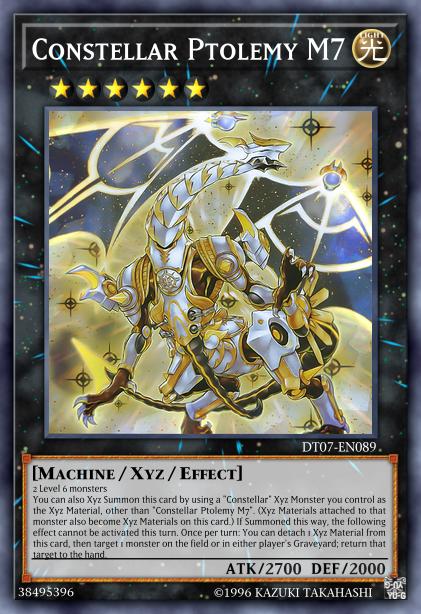 CONSTELLAR PTOLEMY M7
LIGHT
光
DT07-EN089
[MACHINE / XYZ / EFFECT]
2 Level 6 monsters
You can also Xyz Summon this card by using a "Constellar" Xyz Monster you control as
the Xyz Material, other than "Constellar Ptolemy M7". (Xyz Materials attached to that
monster also become Xyz Materials on this card.) If Summoned this way, the following
effect cannot be activated this turn. Once per turn: You can detach 1 Xyz Material from
this card, then target 1 monster on the field or in either player's Graveyard; return that
target to the hand.
ATK/2700 DEF/2000
38495396
©1996 KAZUKI TAKAHASHI